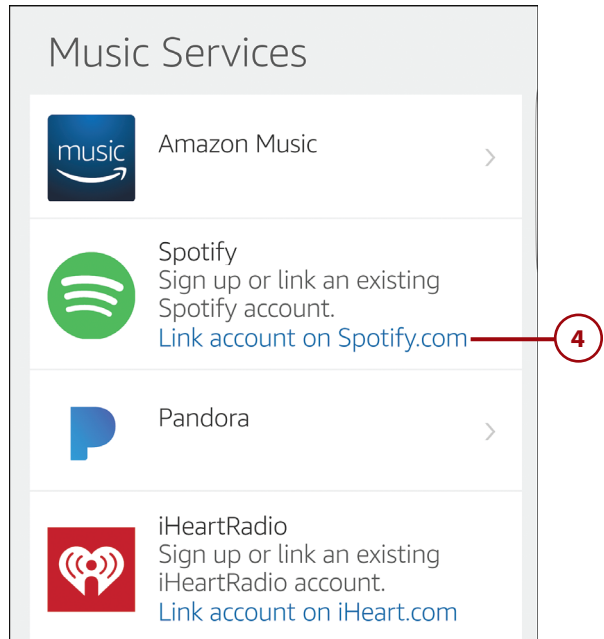 Music Services
music
Amazon Music
Spotify
Sign up or link an existing
Spotify account.
Link account on Spotify.com
4
Pandora
iHeartRadio
Sign up or link an existing
iHeartRadio account.
Link account on iHeart.com